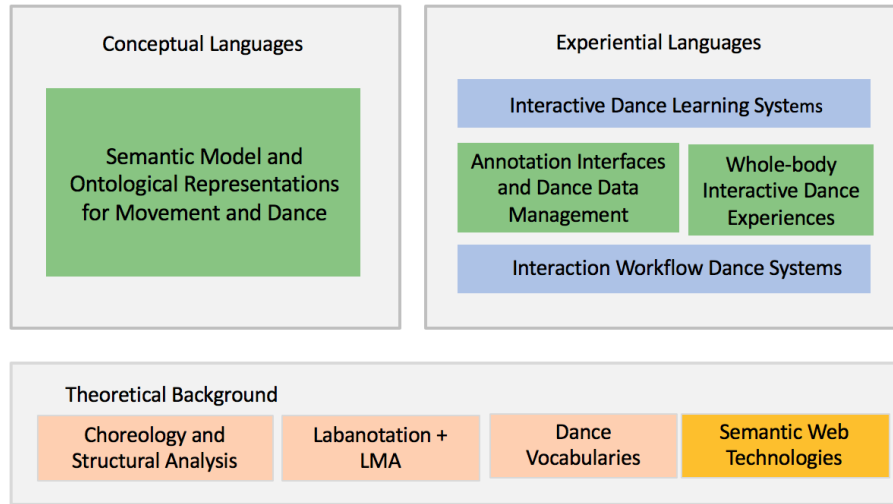 Conceptual Languages
Semantic Model and
Ontological Representations
for Movement and Dance
Experiential Languages
Interactive Dance Learning Systems
Annotation Interfaces
and Dance Data
Management
Whole-body
Interactive Dance
Experiences
Interaction Workflow Dance Systems
Theoretical Background
Choreology and
Structural Analysis
Labanotation +
LMA
Dance
Vocabularies
Semantic Web
Technologies